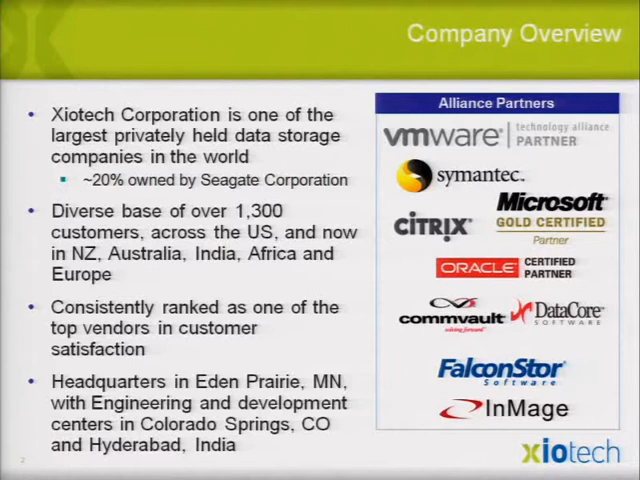 Company Overview
• Xiotech Corporation is one of the
largest privately held data storage
companies in the world
▪ ~20% owned by Seagate Corporation
• Diverse base of over 1,300
customers, across the US, and now
in NZ, Australia, India, Africa and
Europe
• Consistently ranked as one of the
top vendors in customer
satisfaction
• Headquarters in Eden Prairie, MN,
with Engineering and development
centers in Colorado Springs, CO
and Hyderabad, India
Alliance Partners
vmware® technology alliance
PARTNER
symantec.
CITRIX®
Microsoft®
GOLD CERTIFIED
Partner
ORACLE CERTIFIED
PARTNER
commvault
solving forward™
DataCore
SOFTWARE
FalconStor®
Software
InMage
2
xiotech